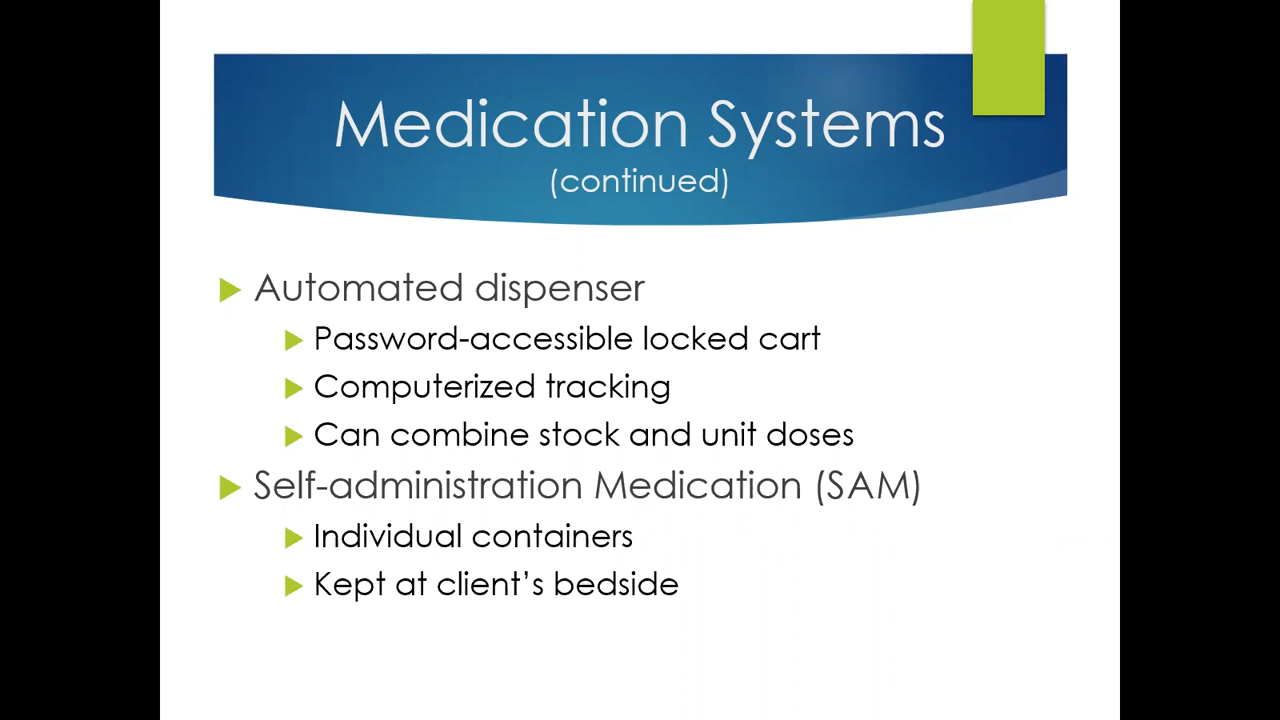 Medication Systems
(continued)
Automated dispenser
Password-accessible locked cart
Computerized tracking
Can combine stock and unit doses
Self-administration Medication (SAM)
Individual containers
Kept at client’s bedside